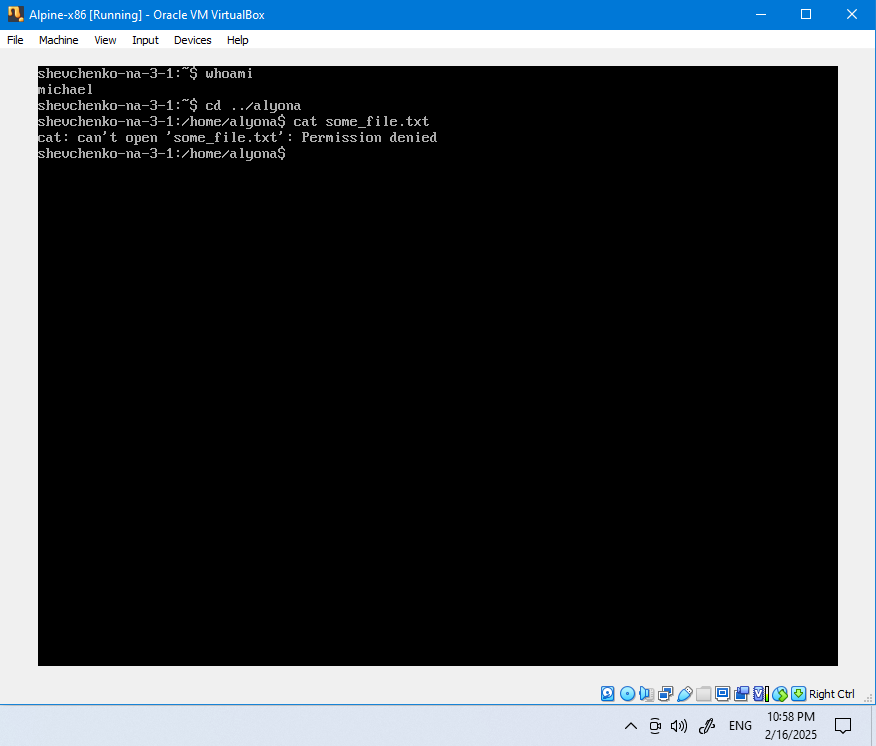 Alpine-x86 [Running] - Oracle VM VirtualBox
File Machine View Input Devices Help
shevchenko-na-3-1:~$ whoami
michael
shevchenko-na-3-1:~$ cd ../alyona
shevchenko-na-3-1:/home/alyona$ cat some_file.txt
cat: can't open 'some_file.txt': Permission denied
shevchenko-na-3-1:/home/alyona$
Right Ctrl
ENG
10:58 PM
2/16/2025